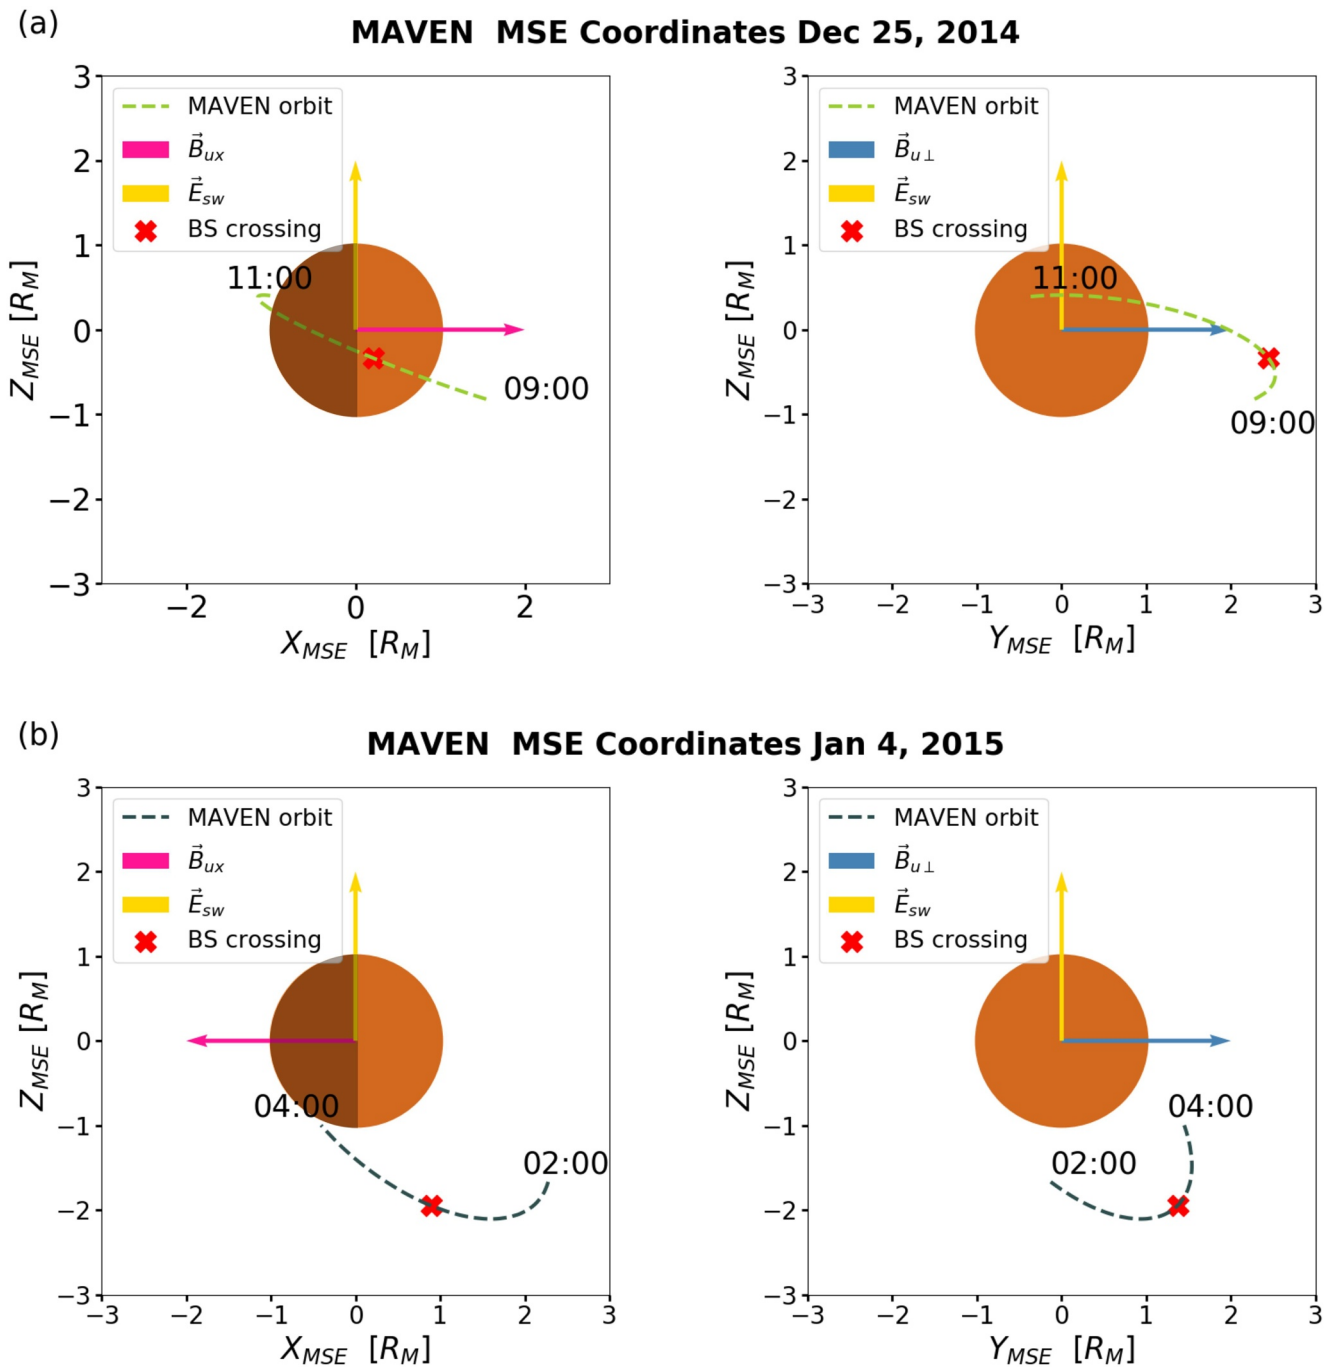 (a)
MAVEN MSE Coordinates Dec 25, 2014
3
2
1
0
−1
−2
−3
Z_MSE [R_M]
MAVEN orbit
B⃗_ux
E⃗_sw
BS crossing
11:00
09:00
−2 0 2
X_MSE [R_M]
3
2
1
0
−1
−2
−3
Z_MSE [R_M]
MAVEN orbit
B⃗_u⊥
E⃗_sw
BS crossing
11:00
09:00
−3 −2 −1 0 1 2 3
Y_MSE [R_M]
(b)
MAVEN MSE Coordinates Jan 4, 2015
3
2
1
0
−1
−2
−3
Z_MSE [R_M]
MAVEN orbit
B⃗_ux
E⃗_sw
BS crossing
04:00
02:00
−3 −2 −1 0 1 2 3
X_MSE [R_M]
3
2
1
0
−1
−2
−3
Z_MSE [R_M]
MAVEN orbit
B⃗_u⊥
E⃗_sw
BS crossing
04:00
02:00
−3 −2 −1 0 1 2 3
Y_MSE [R_M]